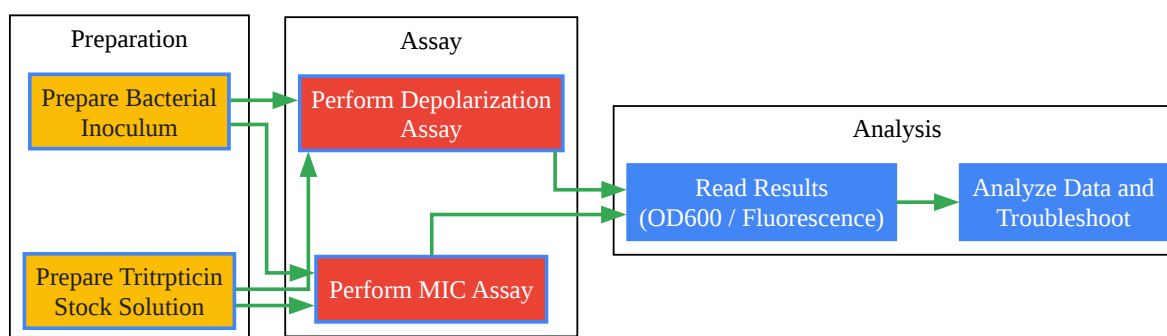 Preparation
Prepare Bacterial
Inoculum
Prepare Tritrpticin
Stock Solution
Assay
Perform Depolarization
Assay
Perform MIC Assay
Analysis
Read Results
(OD600 / Fluorescence)
Analyze Data and
Troubleshoot